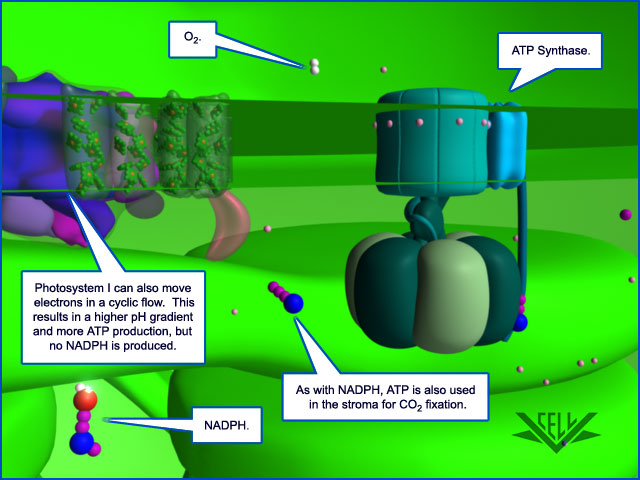 O2.
ATP Synthase.
Photosystem I can also move
electrons in a cyclic flow. This
results in a higher pH gradient
and more ATP production, but
no NADPH is produced.
As with NADPH, ATP is also used
in the stroma for CO2 fixation.
NADPH.
V CELL